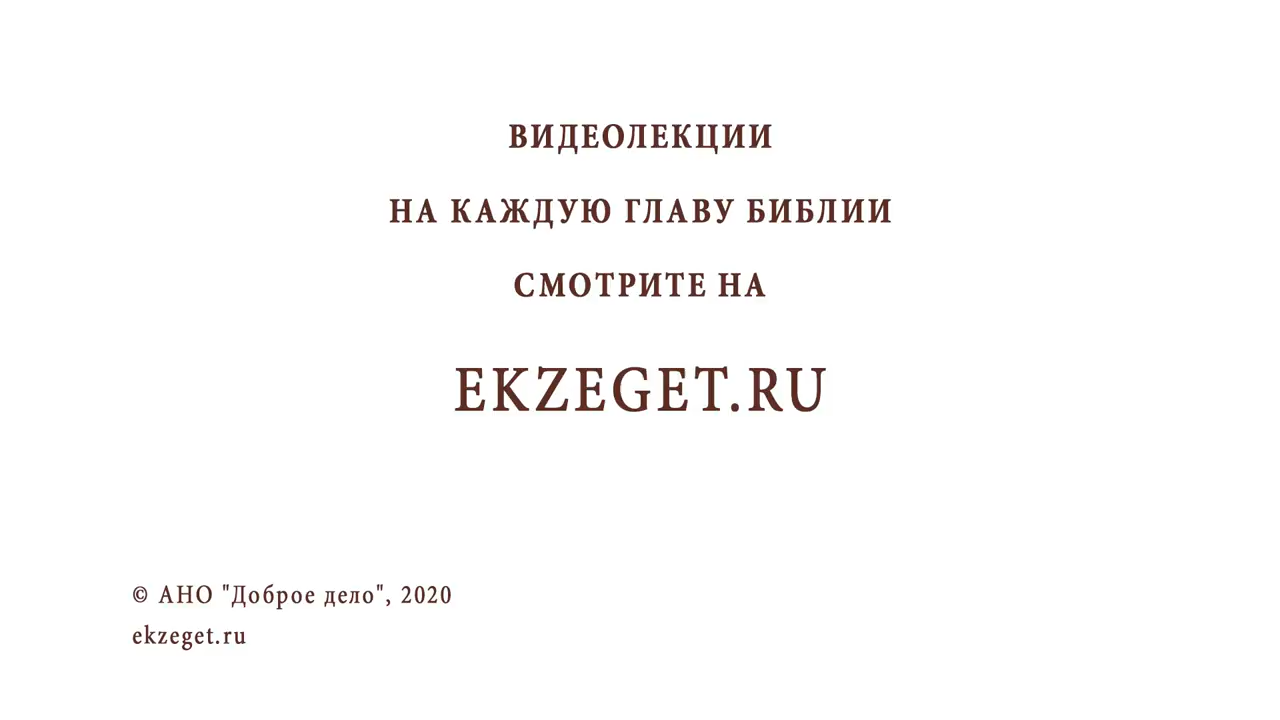 ВИДЕОЛЕКЦИИ
НА КАЖДУЮ ГЛАВУ БИБЛИИ
СМОТРИТЕ НА
EKZEGET.RU
© АНО "Доброе дело", 2020
ekzeget.ru